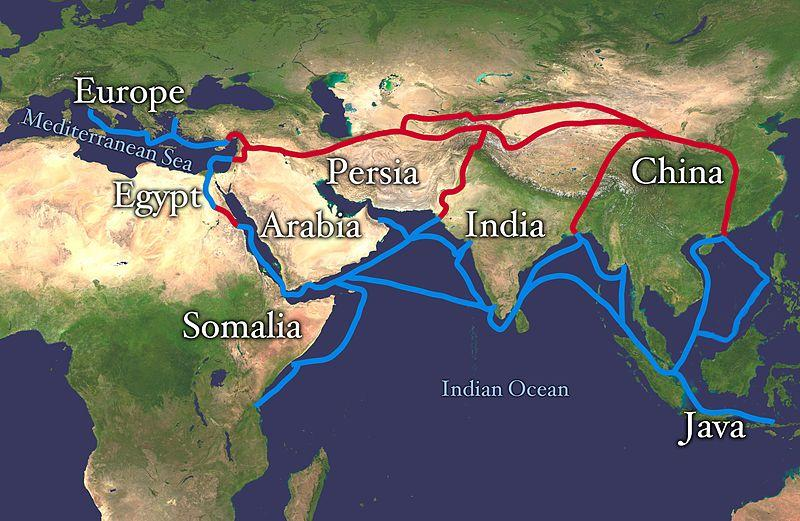 Europe
Mediterranean Sea
Persia
China
Egypt
Arabia
India
Somalia
Indian Ocean
Java